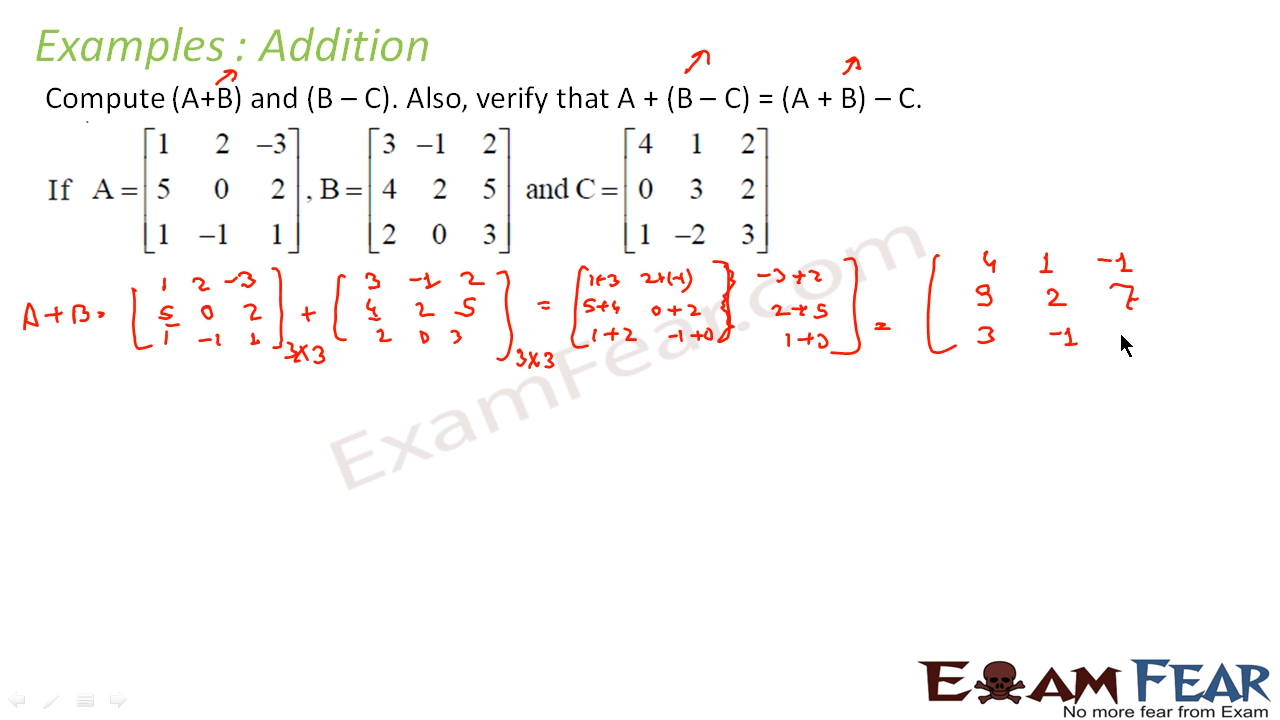 Examples : Addition
Compute (A+B) and (B – C). Also, verify that A + (B – C) = (A + B) – C.
If A = [1 2 −3 , B = [3 −1 2 and C = [4 1 2
5 0 2 4 2 5 0 3 2
1 −1 1] 2 0 3] 1 −2 3]
A+B = [1 2 -3 + [3 -1 2 = [1+3 2+(-1) -3+2 = [4 1 -1
5 0 2 4 2 5 5+4 0+2 2+5 9 2 7
1 -1 1] 3×3 2 0 3] 3×3 1+2 -1+0 1+3] 3 -1
ExamFear.com
EXAM FEAR
No more fear from Exam